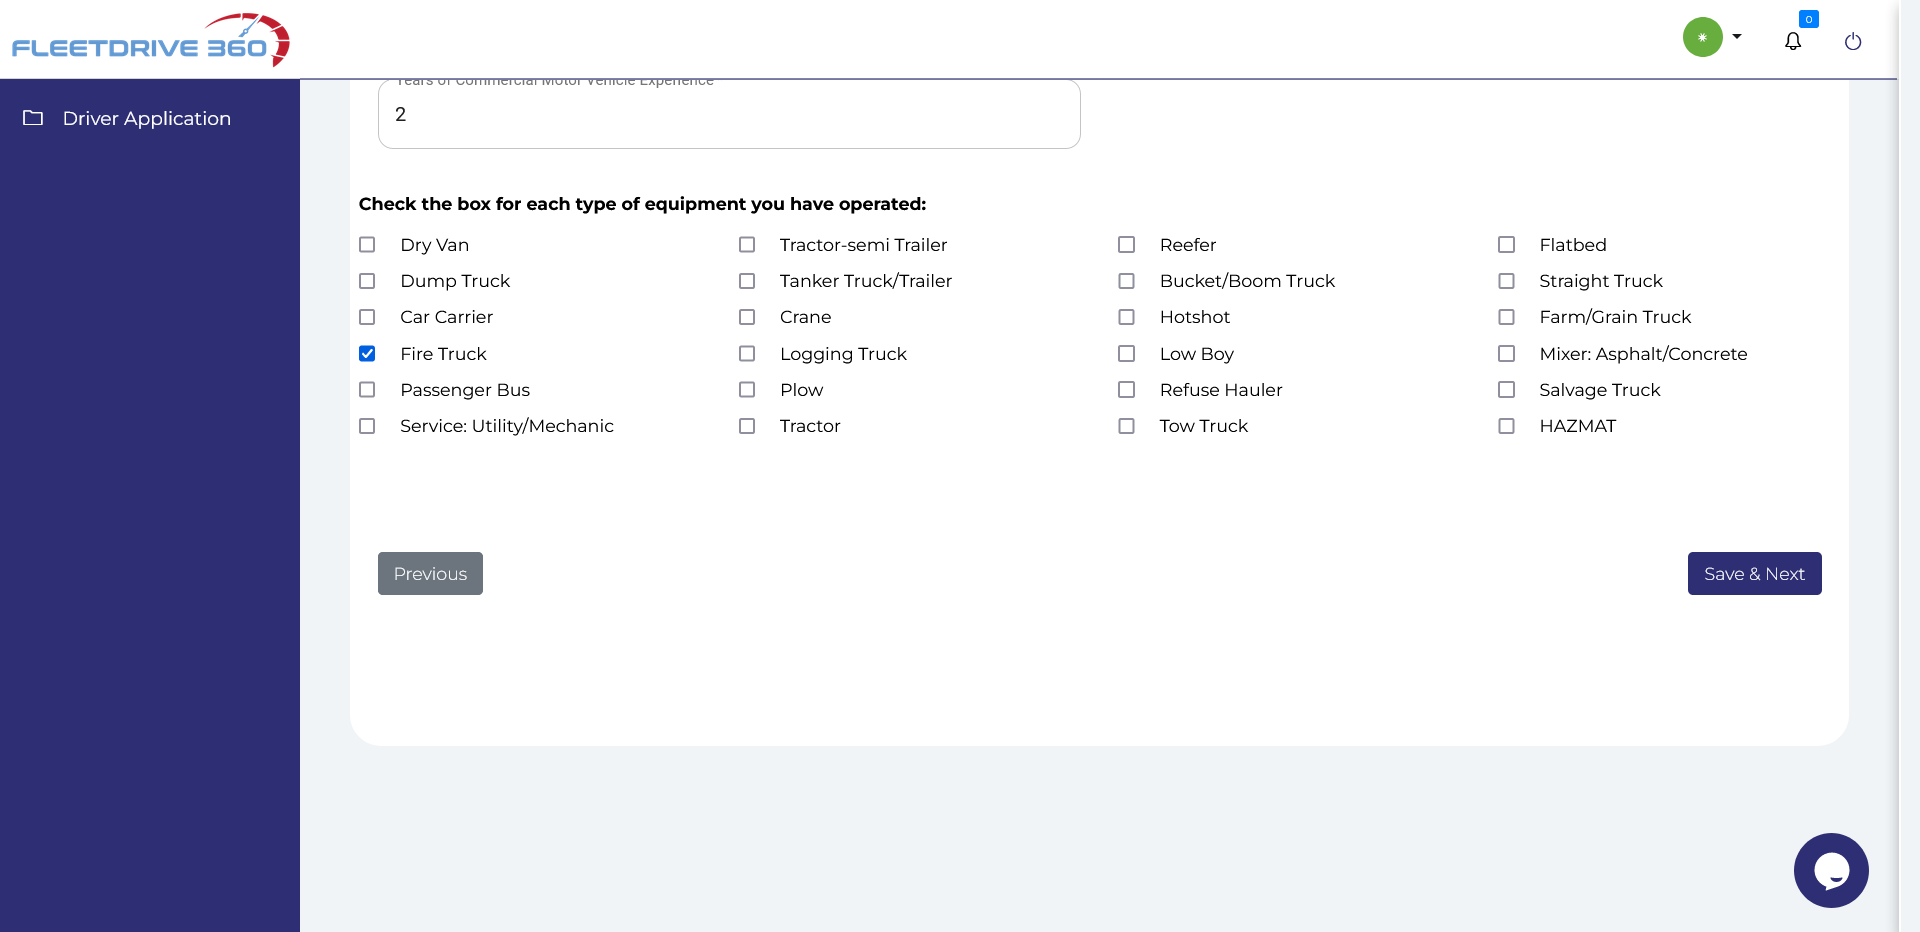 FLEETDRIVE 360
0
Driver Application
Years of Commercial Motor Vehicle Experience
2
Check the box for each type of equipment you have operated:
Dry Van
Tractor-semi Trailer
Reefer
Flatbed
Dump Truck
Tanker Truck/Trailer
Bucket/Boom Truck
Straight Truck
Car Carrier
Crane
Hotshot
Farm/Grain Truck
Fire Truck
Logging Truck
Low Boy
Mixer: Asphalt/Concrete
Passenger Bus
Plow
Refuse Hauler
Salvage Truck
Service: Utility/Mechanic
Tractor
Tow Truck
HAZMAT
Previous
Save & Next